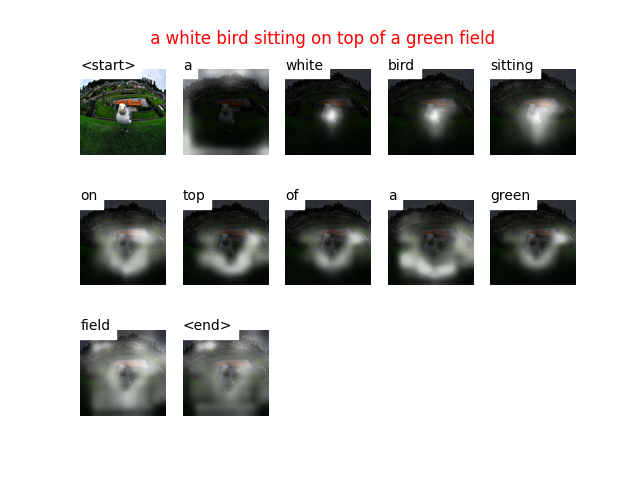 a white bird sitting on top of a green field
<start> a white bird sitting
on top of a green
field <end>